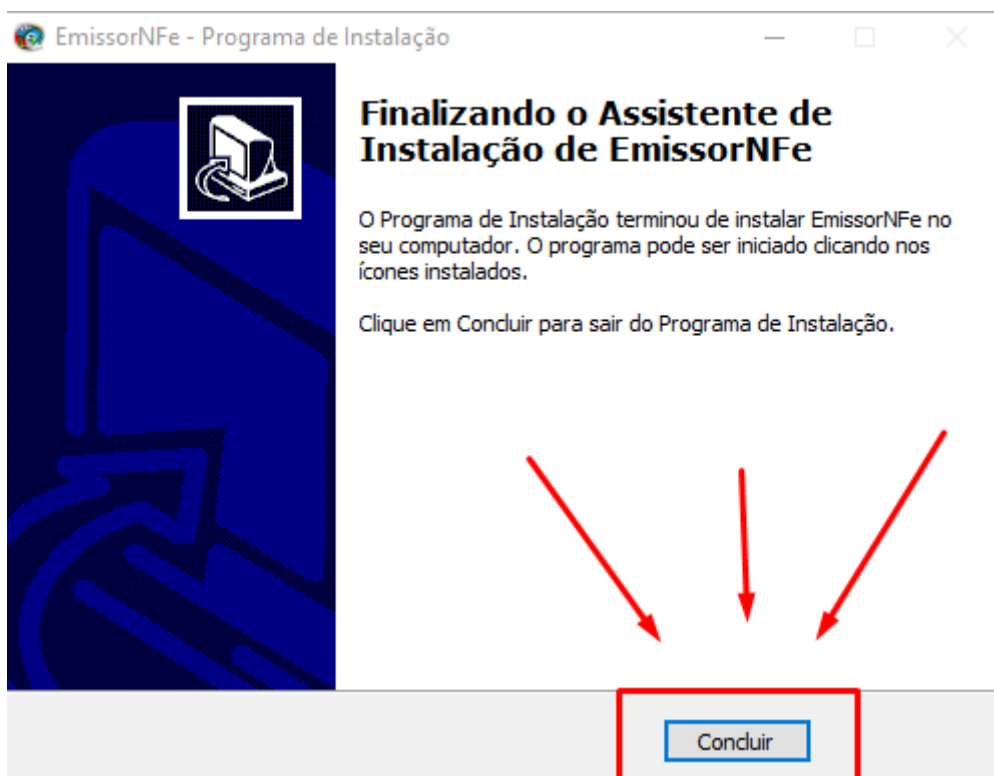 EmissorNFe - Programa de Instalação
Finalizando o Assistente de
Instalação de EmissorNFe
O Programa de Instalação terminou de instalar EmissorNFe no
seu computador. O programa pode ser iniciado clicando nos
ícones instalados.
Clique em Concluir para sair do Programa de Instalação.
Concluir